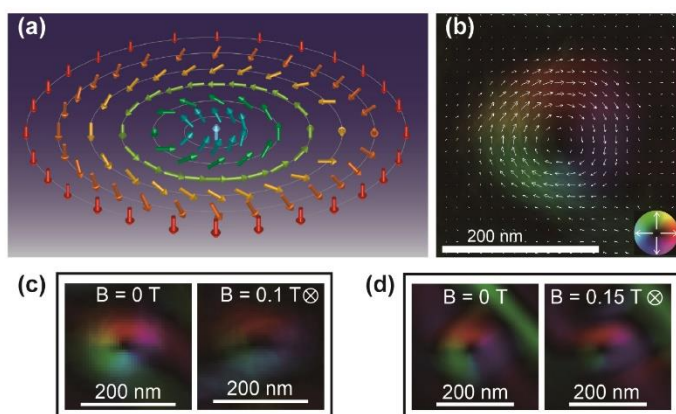 (a)
(b)
200 nm
(c)
B = 0 T
B = 0.1 T⊗
200 nm
200 nm
(d)
B = 0 T
B = 0.15 T⊗
200 nm
200 nm